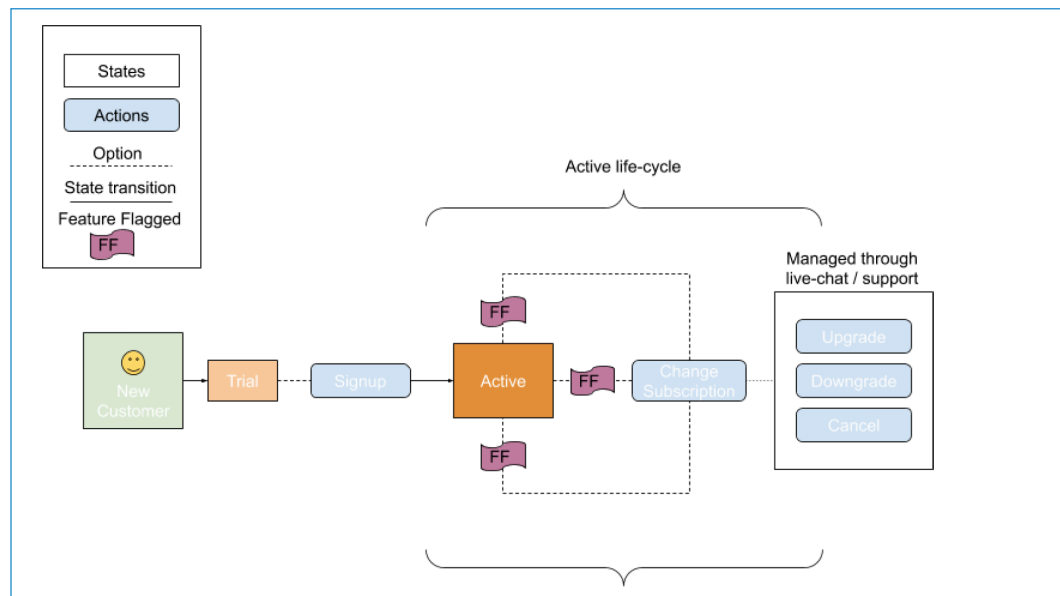 States
Actions
Option
State transition
Feature Flagged
FF
Active life-cycle
Managed through
live-chat / support
FF
Upgrade
New
Customer
Trial
Signup
Active
FF
Change
Subscription
Downgrade
Cancel
FF